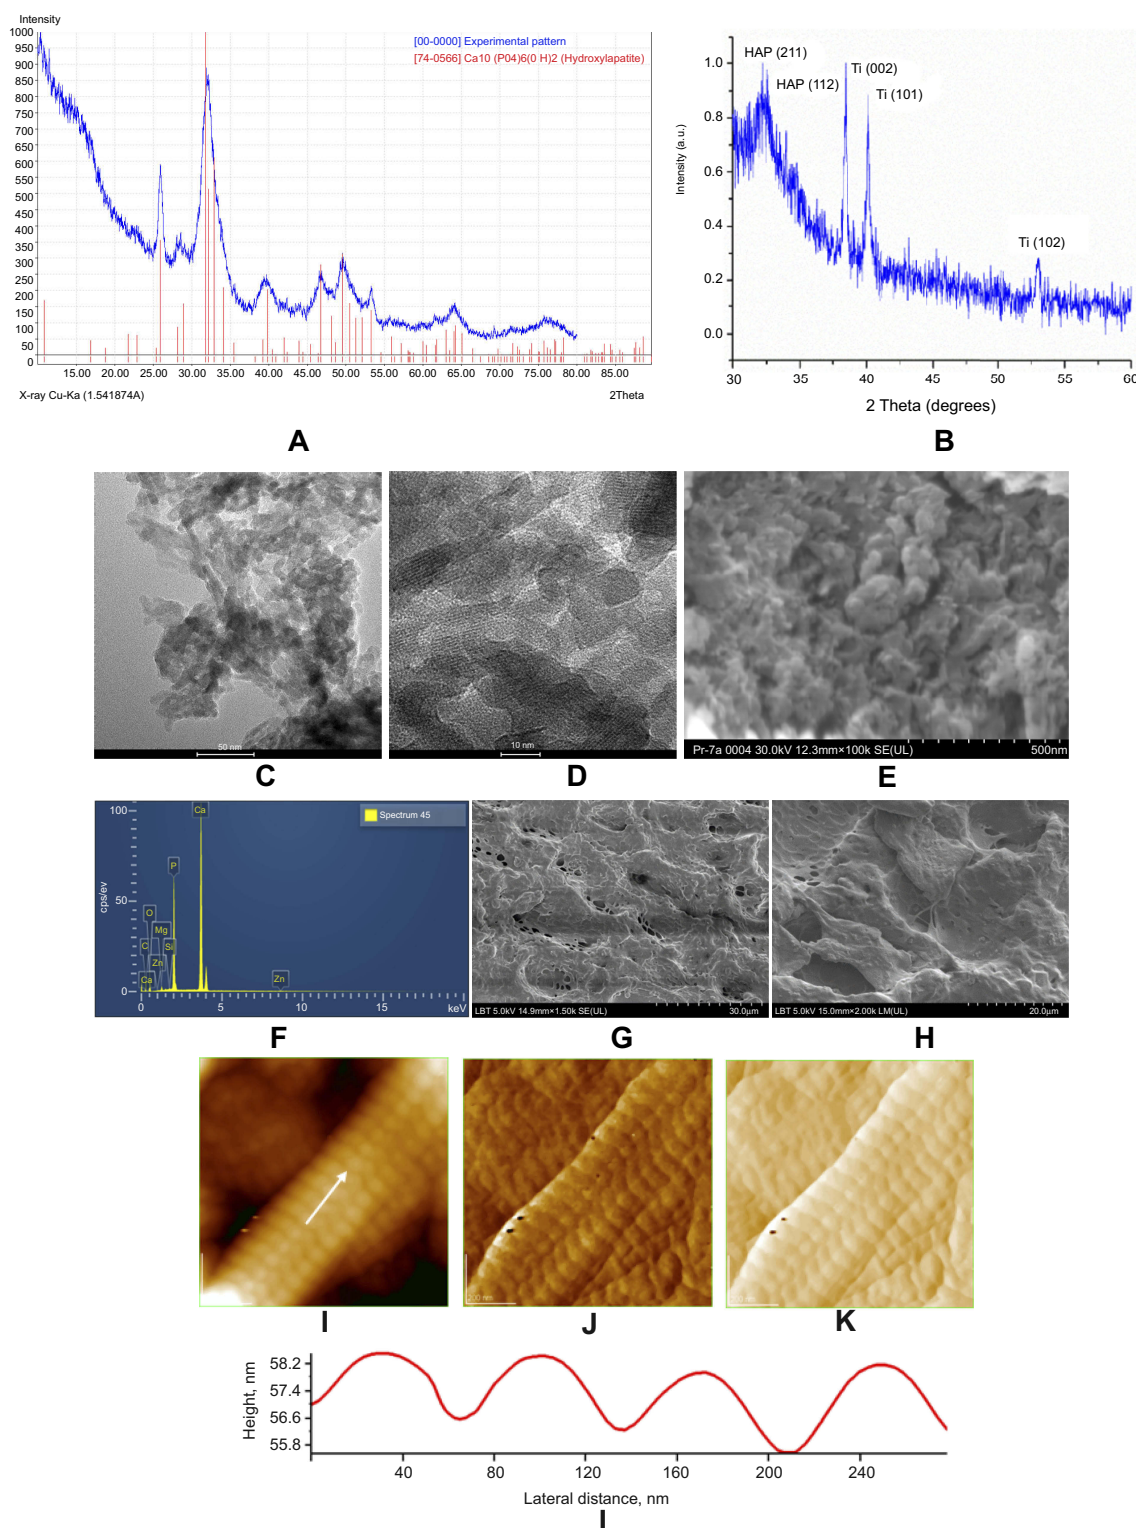 Intensity
[00-0000] Experimental pattern
[74-0566] Ca10 (P04)6(0 H)2 (Hydroxylapatite)
1000
950
900
850
800
750
700
650
600
550
500
450
400
350
300
250
200
150
100
50
0
15.00 20.00 25.00 30.00 35.00 40.00 45.00 50.00 55.00 60.00 65.00 70.00 75.00 80.00 85.00
X-ray Cu-Ka (1.541874A)
2Theta
A
HAP (211)
HAP (112)
Ti (002)
Ti (101)
Ti (102)
Intensity (a.u.)
1.0
0.8
0.6
0.4
0.2
0.0
30 35 40 45 50 55 60
2 Theta (degrees)
B
50 nm
C
10 nm
D
Pr-7a 0004 30.0kV 12.3mm×100k SE(UL) 500nm
E
Spectrum 45
cps/ev
100
50
0
Ca
P
O
Mg
C
Si
Zn
Ca
Zn
0 5 10 15 keV
F
LBT 5.0kV 14.9mm×1.50k SE(UL) 30.0µm
G
LBT 5.0kV 15.0mm×2.00k LM(UL) 20.0µm
H
I
200 nm
J
K
Height, nm
58.2
57.4
56.6
55.8
40 80 120 160 200 240
Lateral distance, nm